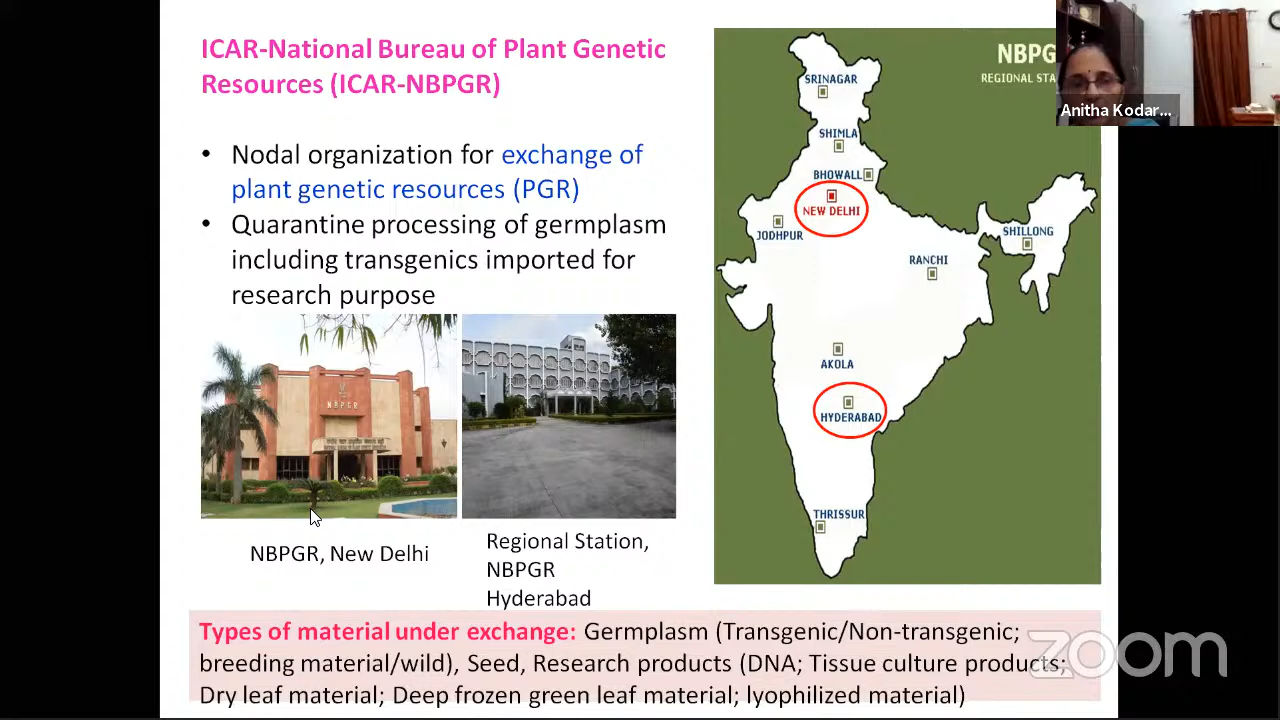 ICAR-National Bureau of Plant Genetic
Resources (ICAR-NBPGR)
• Nodal organization for exchange of
plant genetic resources (PGR)
• Quarantine processing of germplasm
including transgenics imported for
research purpose
NBPGR
NBPGR, New Delhi
Regional Station,
NBPGR
Hyderabad
NBPG
REGIONAL STA
SRINAGAR
SHIMLA
BHOWALL
NEW DELHI
JODHPUR
SHILLONG
RANCHI
AKOLA
HYDERABAD
THRISSUR
Anitha Kodar...
Types of material under exchange: Germplasm (Transgenic/Non-transgenic;
breeding material/wild), Seed, Research products (DNA; Tissue culture products;
Dry leaf material; Deep frozen green leaf material; lyophilized material)
zoom